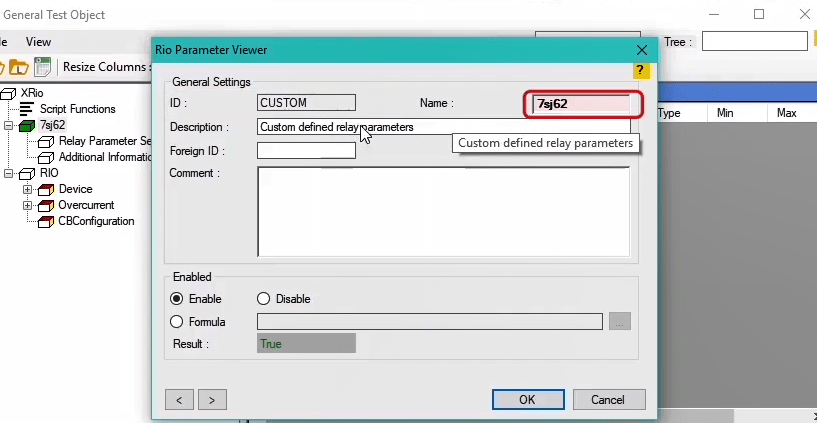 General Test Object
View
Tree :
Resize Columns :
XRio
Script Functions
7sj62
Relay Parameter Se
Additional Informatio
RIO
Device
Overcurrent
CBConfiguration
Type Min Max
Rio Parameter Viewer
?
General Settings
ID : CUSTOM Name : 7sj62
Description : Custom defined relay parameters
Custom defined relay parameters
Foreign ID :
Comment :
Enabled
Enable Disable
Formula ...
Result : True
< > OK Cancel